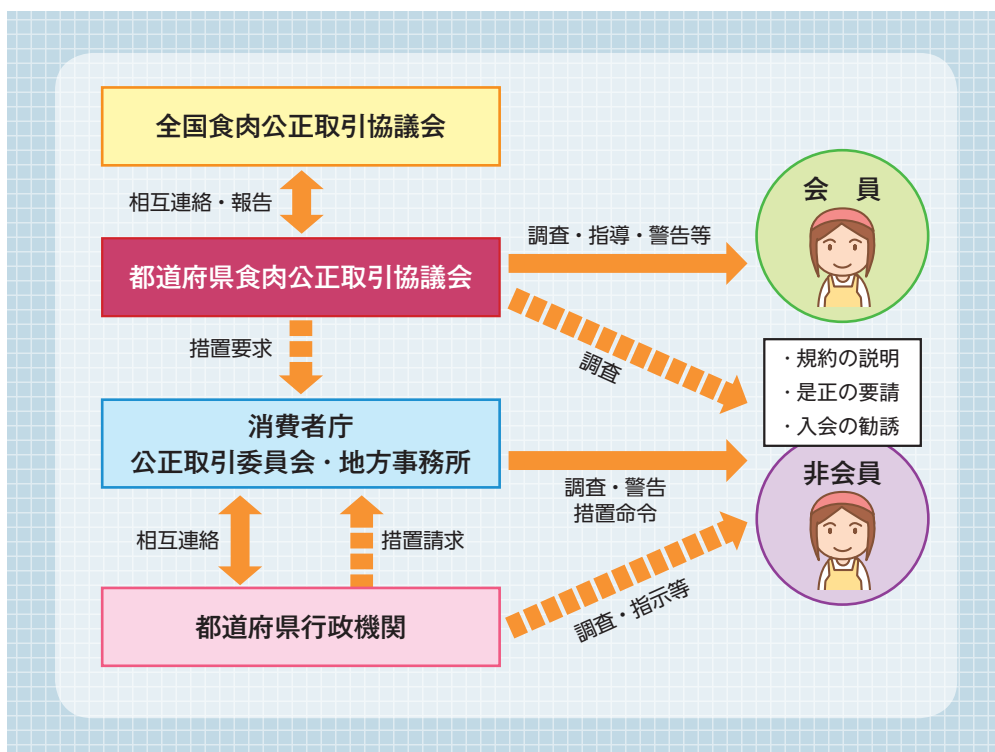 全国食肉公正取引協議会
相互連絡・報告
都道府県食肉公正取引協議会
調査・指導・警告等
会　員
措置要求
調査
・規約の説明
・是正の要請
・入会の勧誘
消費者庁
公正取引委員会・地方事務所
調査・警告
措置命令
非会員
相互連絡
措置請求
都道府県行政機関
調査・指示等